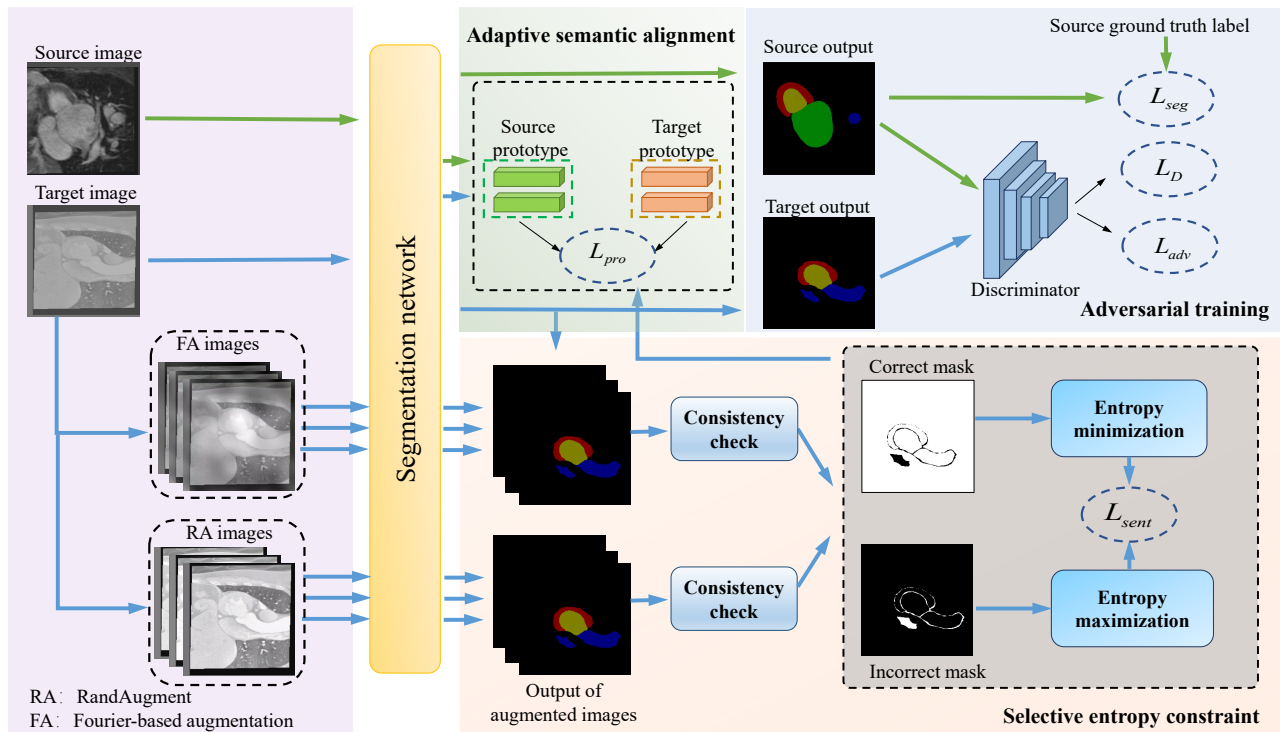 Source image
Target image
FA images
RA images
RA: RandAugment
FA: Fourier-based augmentation
Segmentation network
Adaptive semantic alignment
Source
prototype
Target
prototype
L_pro
Source output
Target output
Source ground truth label
L_seg
L_D
L_adv
Discriminator
Adversarial training
Output of
augmented images
Consistency
check
Consistency
check
Correct mask
Incorrect mask
Entropy
minimization
L_sent
Entropy
maximization
Selective entropy constraint